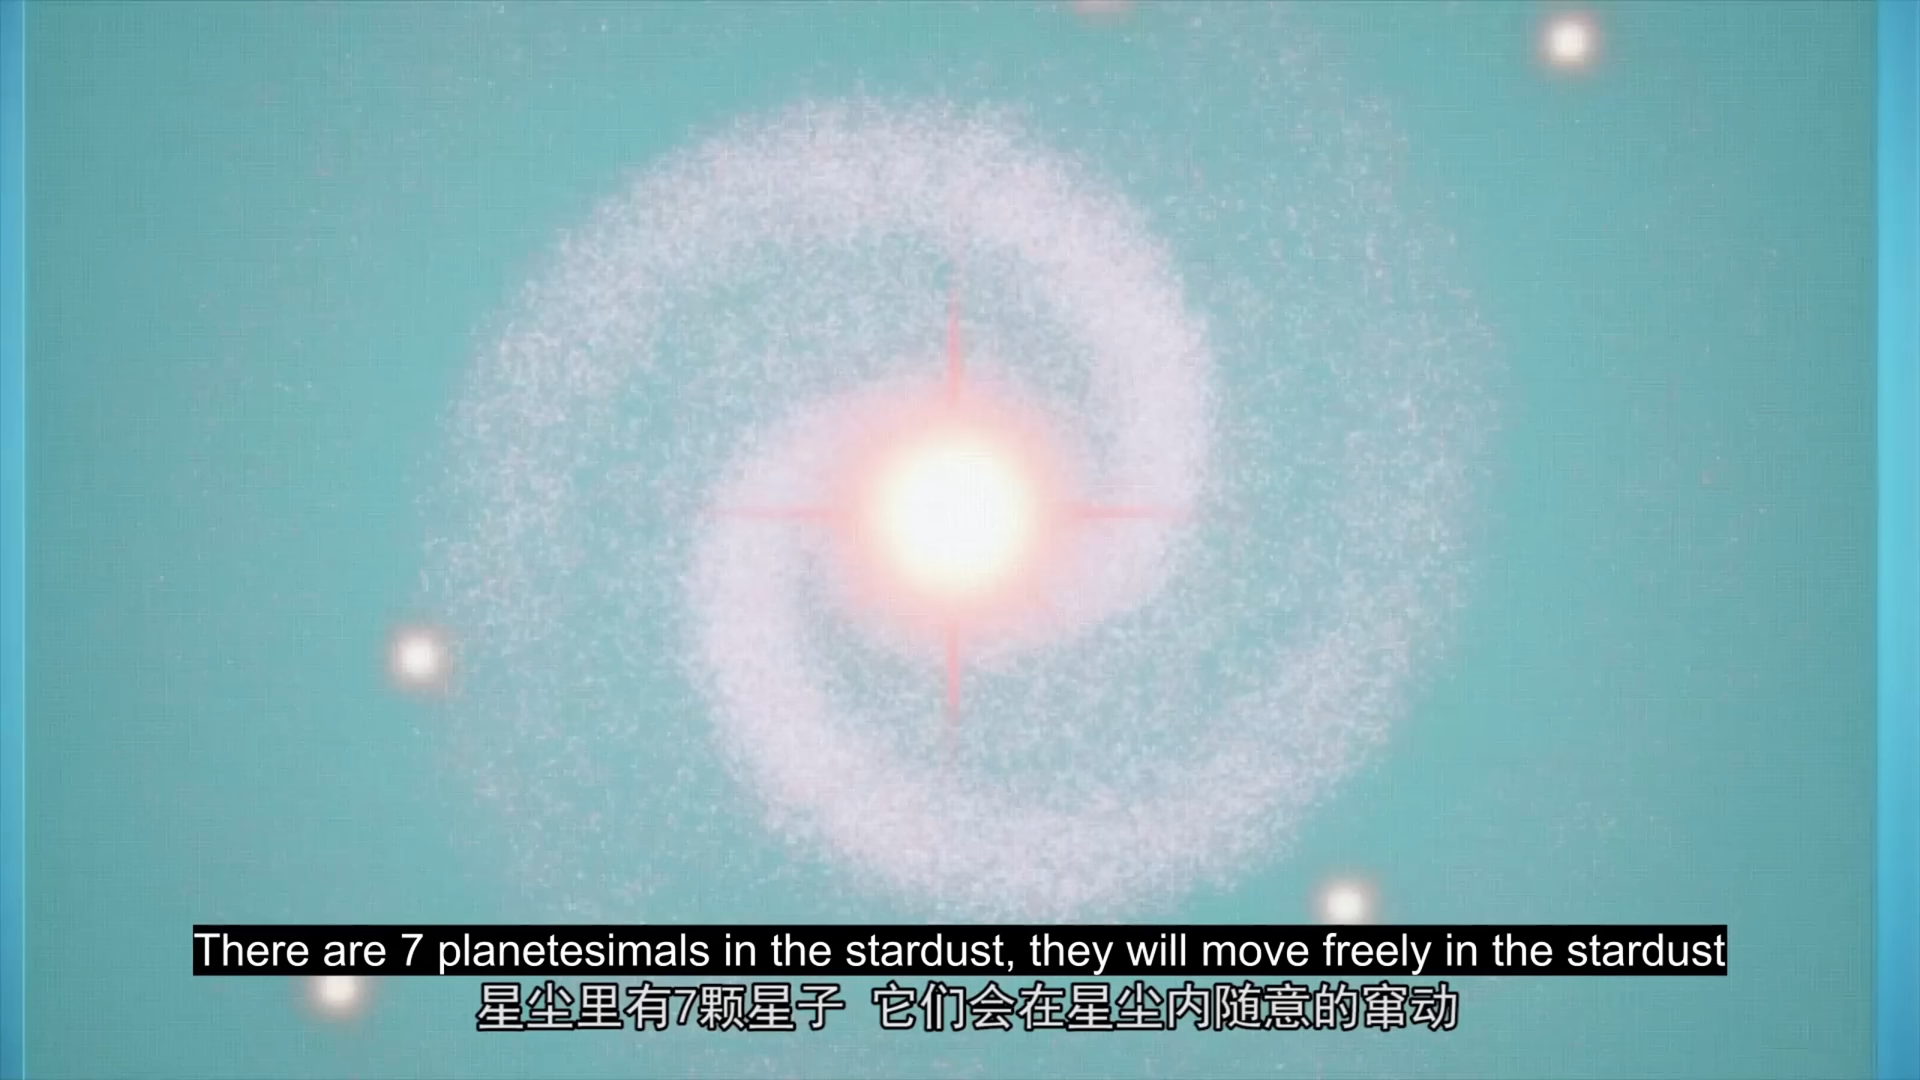 There are 7 planetesimals in the stardust, they will move freely in the stardust
星尘里有7颗星子 它们会在星尘内随意的窜动